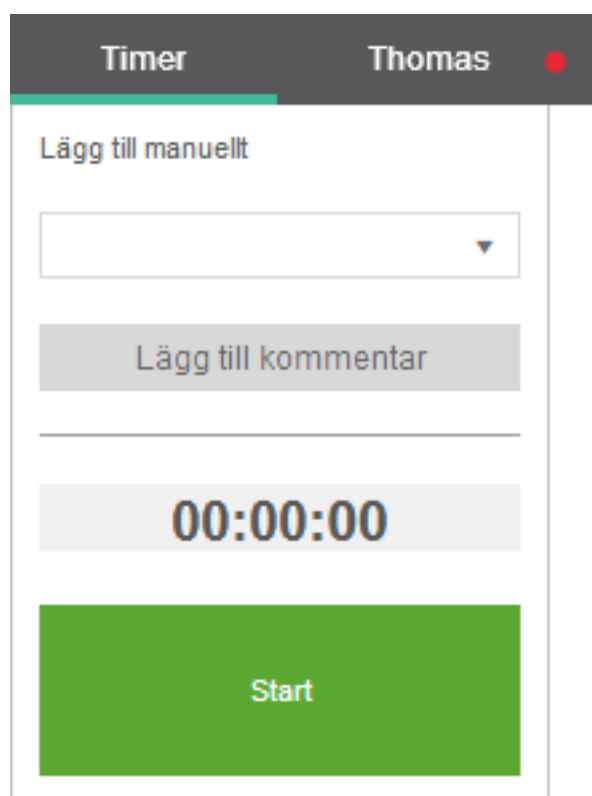 Timer Thomas
Lägg till manuellt
Lägg till kommentar
00:00:00
Start